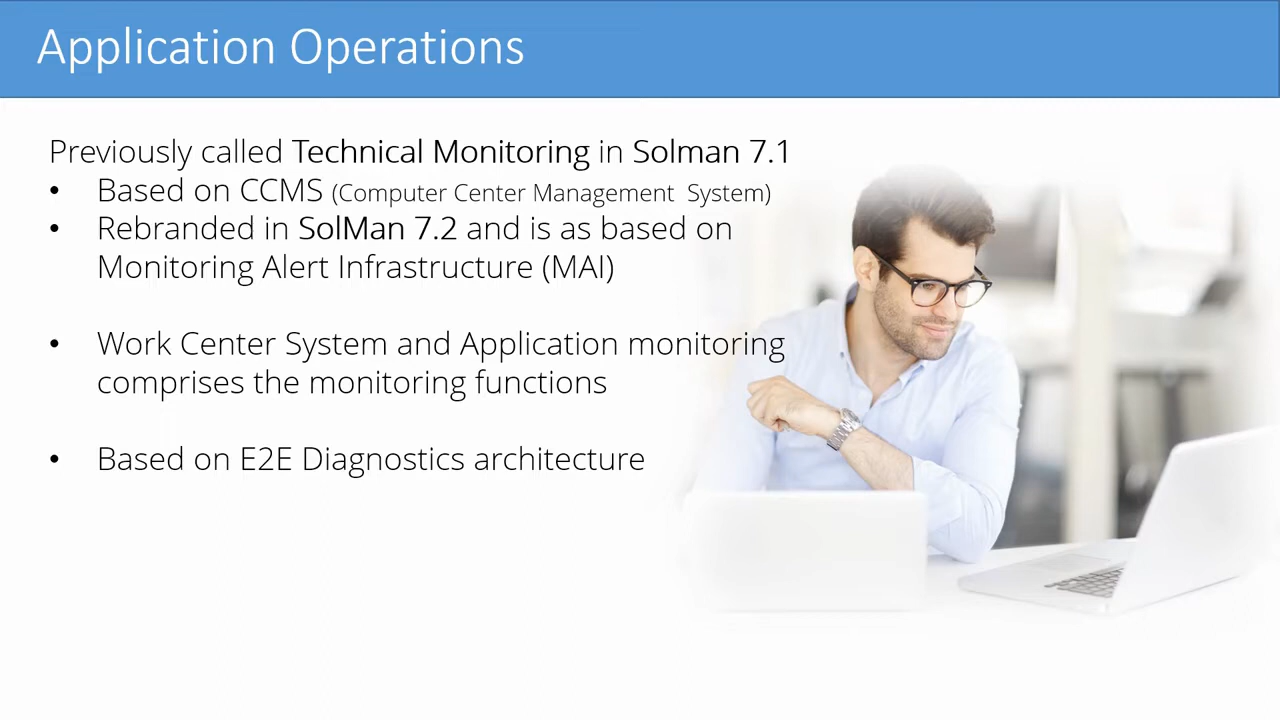 Application Operations
Previously called Technical Monitoring in Solman 7.1
• Based on CCMS (Computer Center Management System)
• Rebranded in SolMan 7.2 and is as based on
Monitoring Alert Infrastructure (MAI)
• Work Center System and Application monitoring
comprises the monitoring functions
• Based on E2E Diagnostics architecture